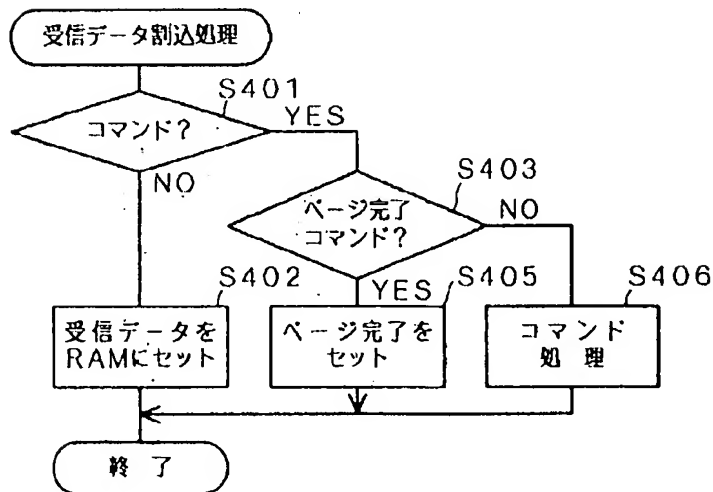 受信データ割込処理
S401
コマンド?
YES
NO
S403
ページ完了
コマンド?
NO
YES
S402
受信データを
RAMにセット
S405
ページ完了を
セット
S406
コマンド
処理
終了